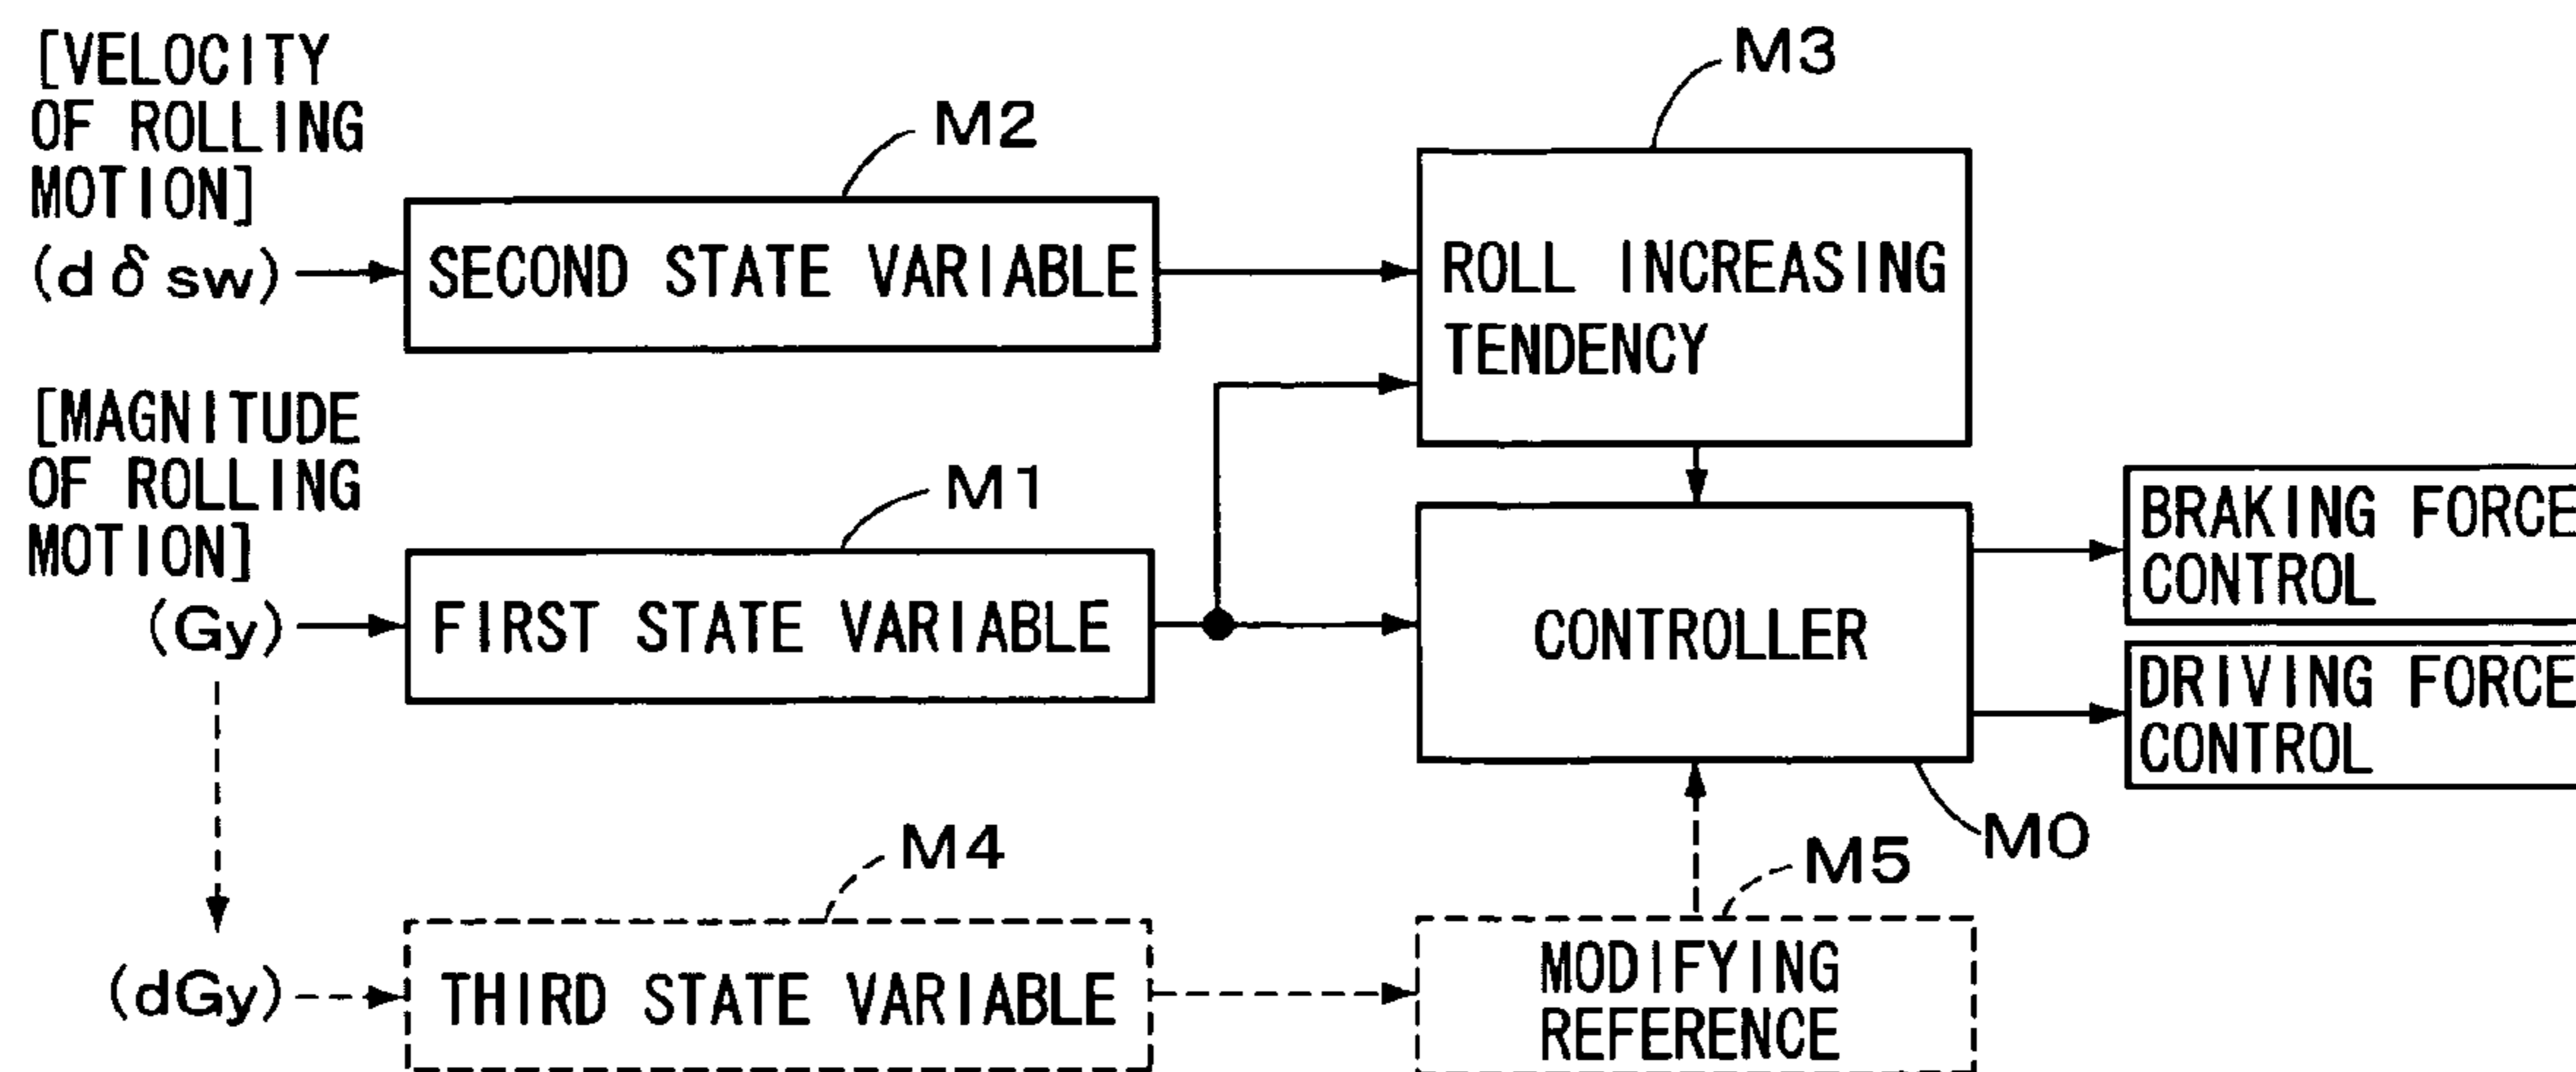 [VELOCITY
OF ROLLING
MOTION]
(dδsw)
M2
SECOND STATE VARIABLE
M3
ROLL INCREASING
TENDENCY
[MAGNITUDE
OF ROLLING
MOTION]
(Gy)
M1
FIRST STATE VARIABLE
CONTROLLER
M0
BRAKING FORCE
CONTROL
DRIVING FORCE
CONTROL
(dGy)
M4
THIRD STATE VARIABLE
M5
MODIFYING
REFERENCE